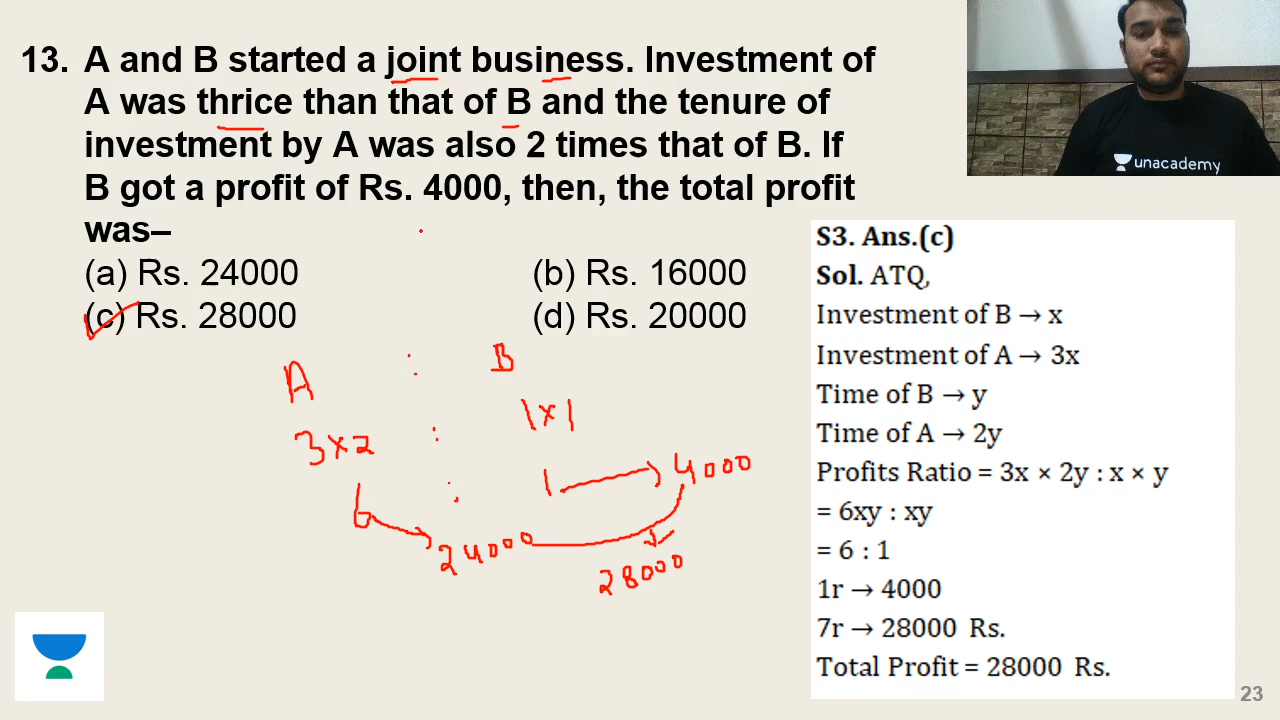 13. A and B started a joint business. Investment of
A was thrice than that of B and the tenure of
investment by A was also 2 times that of B. If
B got a profit of Rs. 4000, then, the total profit
was–
(a) Rs. 24000 (b) Rs. 16000
(c) Rs. 28000 (d) Rs. 20000
A : B
3×2 : 1×1
6 : 1 → 4000
24000
28000
unacademy
S3. Ans.(c)
Sol. ATQ,
Investment of B → x
Investment of A → 3x
Time of B → y
Time of A → 2y
Profits Ratio = 3x × 2y : x × y
= 6xy : xy
= 6 : 1
1r → 4000
7r → 28000 Rs.
Total Profit = 28000 Rs.
23